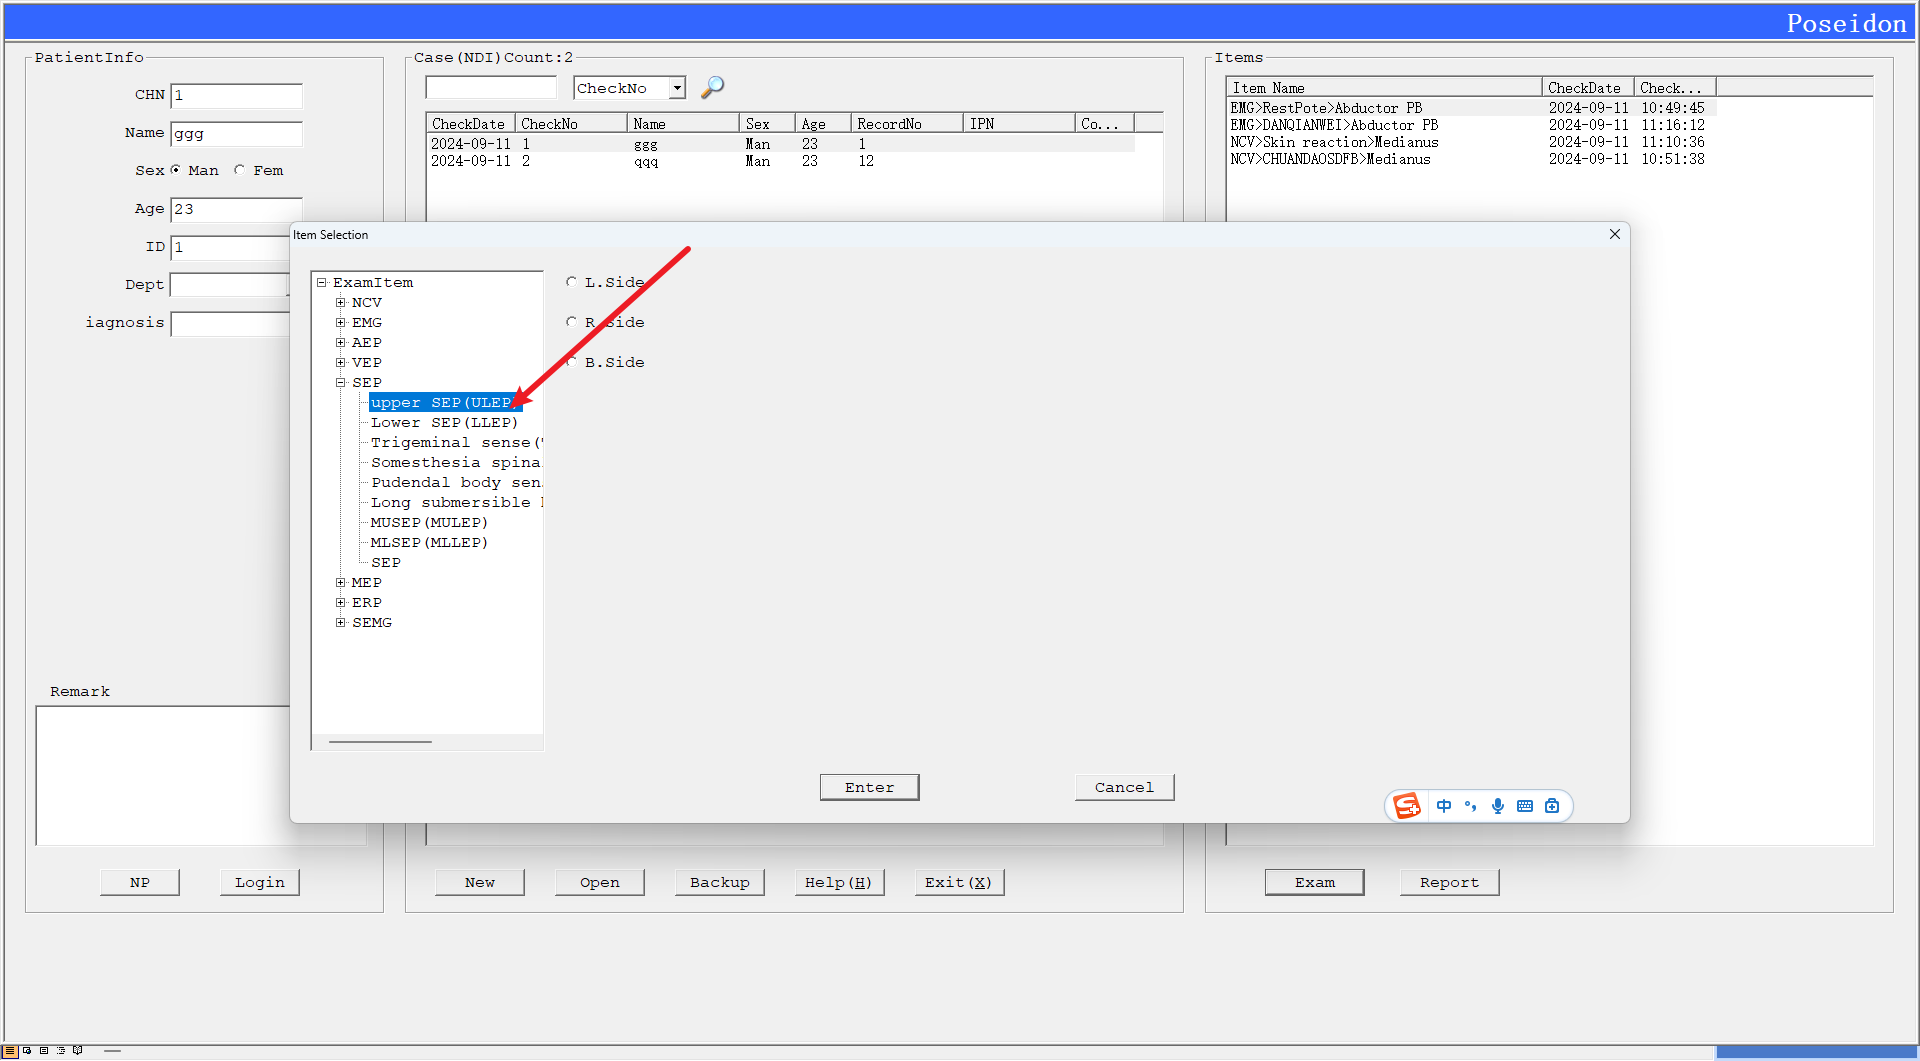 Poseidon
PatientInfo
CHN 1
Name ggg
Sex Man Fem
Age 23
ID 1
Dept
iagnosis
Remark
NP Login
Case(NDI)Count:2
CheckNo
CheckDate CheckNo Name Sex Age RecordNo IPN Co...
2024-09-11 1 ggg Man 23 1
2024-09-11 2 qqq Man 23 12
New Open Backup Help(H) Exit(X)
Items
Item Name CheckDate Check...
EMG>RestPote>Abductor PB 2024-09-11 10:49:45
EMG>DANQIANWEI>Abductor PB 2024-09-11 11:16:12
NCV>Skin reaction>Medianus 2024-09-11 11:10:36
NCV>CHUANDAOSDFB>Medianus 2024-09-11 10:51:38
Exam Report
Item Selection
ExamItem
NCV
EMG
AEP
VEP
SEP
upper SEP(ULEP
Lower SEP(LLEP)
Trigeminal sense(
Somesthesia spina
Pudendal body sen
Long submersible
MUSEP(MULEP)
MLSEP(MLLEP)
SEP
MEP
ERP
SEMG
L.Side
R.Side
B.Side
Enter Cancel
中